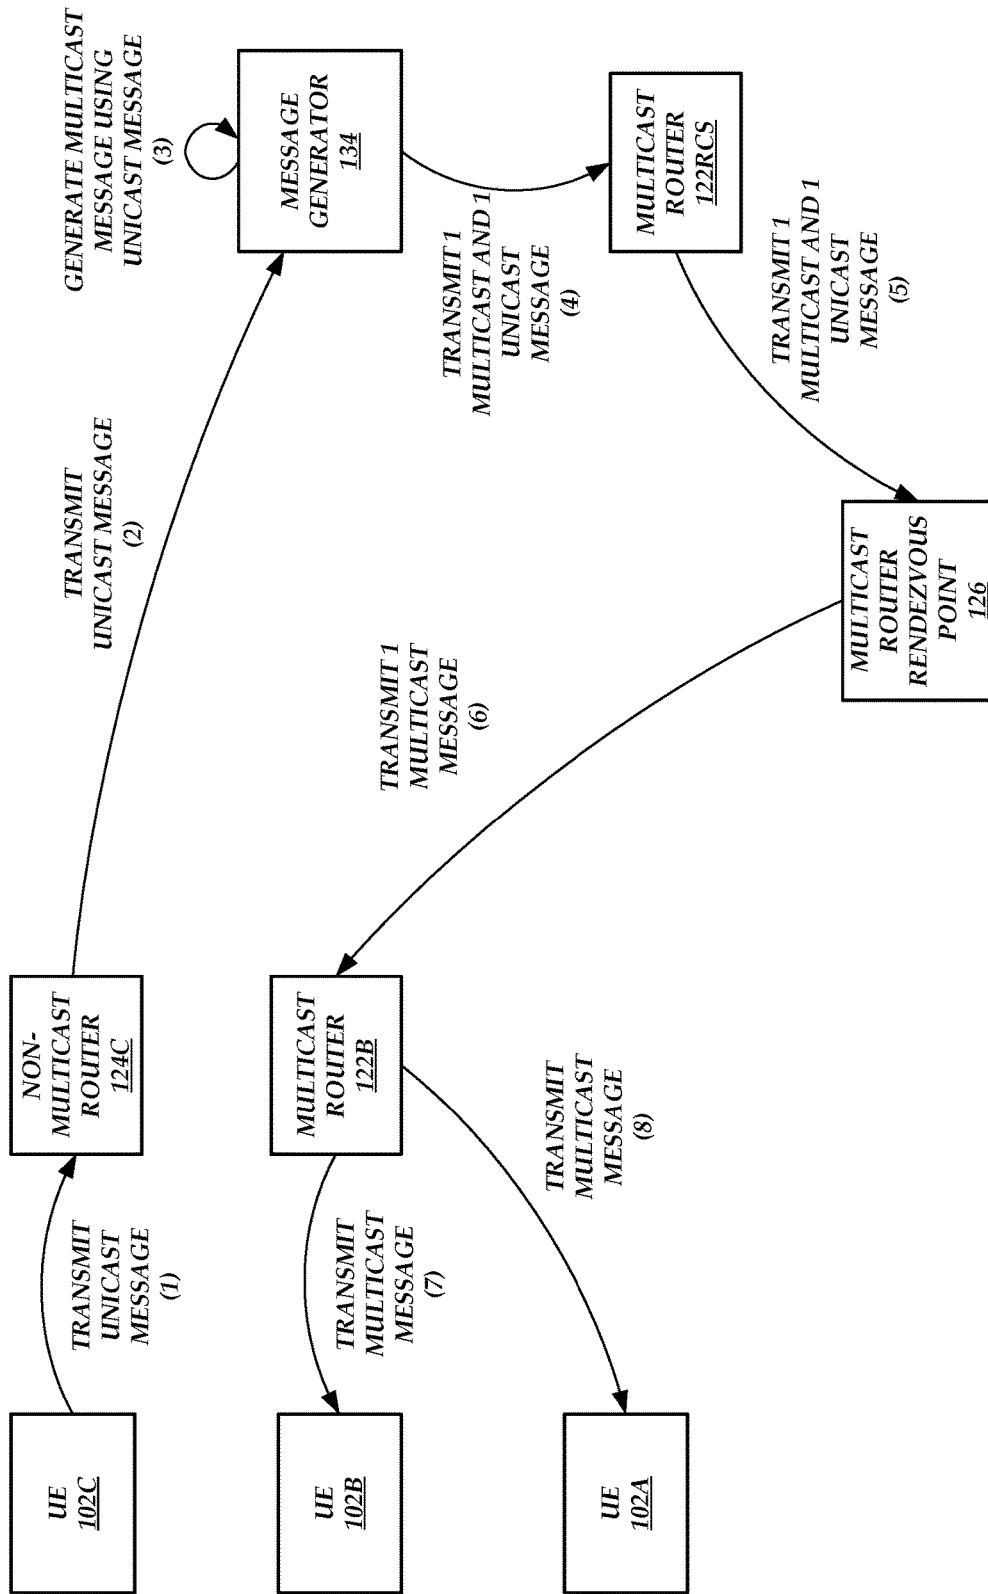 UE
102C
UE
102B
UE
102A
TRANSMIT
UNICAST
MESSAGE
(1)
TRANSMIT
MULTICAST
MESSAGE
(7)
TRANSMIT
MULTICAST
MESSAGE
(8)
NON-
MULTICAST
ROUTER
124C
MULTICAST
ROUTER
122B
TRANSMIT
UNICAST MESSAGE
(2)
TRANSMIT 1
MULTICAST
MESSAGE
(6)
MULTICAST
ROUTER
RENDEZVOUS
POINT
126
GENERATE MULTICAST
MESSAGE USING
UNICAST MESSAGE
(3)
MESSAGE
GENERATOR
134
TRANSMIT 1
MULTICAST AND 1
UNICAST
MESSAGE
(4)
MULTICAST
ROUTER
122RCS
TRANSMIT 1
MULTICAST AND 1
UNICAST
MESSAGE
(5)